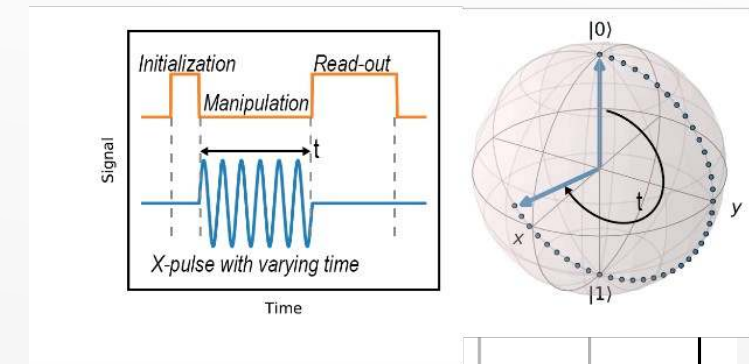 Initialization
Read-out
Manipulation
t
Signal
X-pulse with varying time
Time
|0⟩
t
y
x
|1⟩